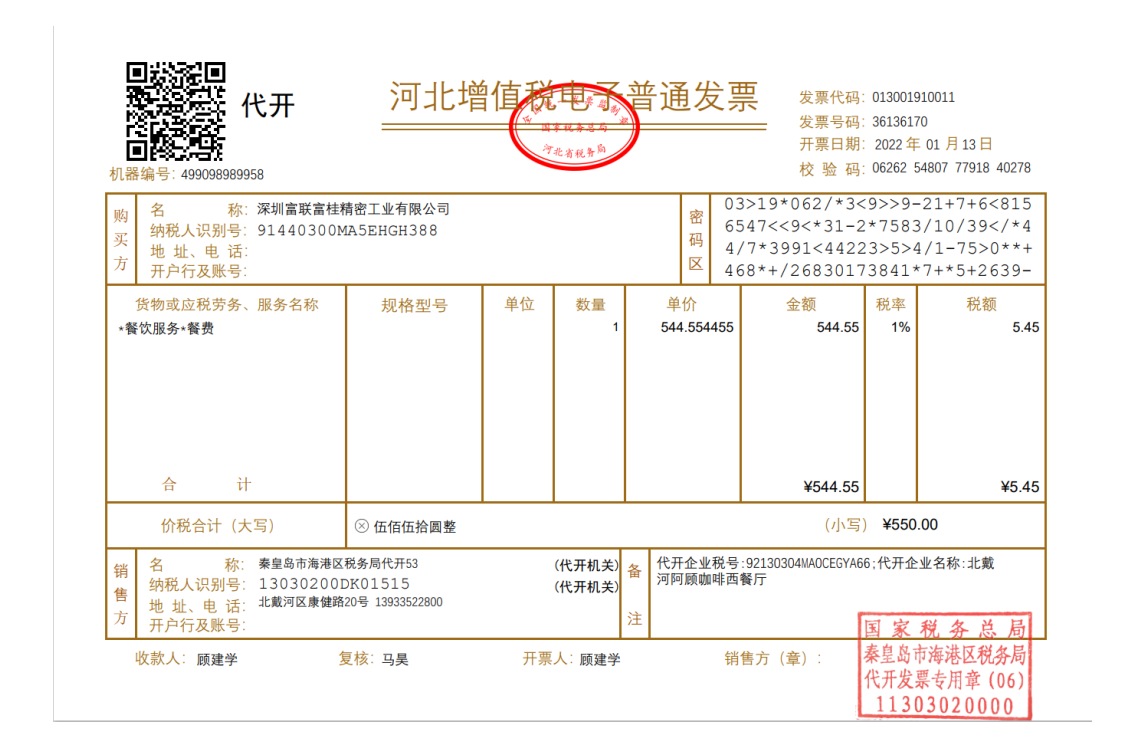 代开
河北增值税电子普通发票
全国统一发票监制章
国家税务总局
河北省税务局
发票代码: 013001910011
发票号码: 36136170
开票日期: 2022 年 01 月 13 日
校 验 码: 06262 54807 77918 40278
机器编号: 499098989958
购买方
名 称: 深圳富联富桂精密工业有限公司
纳税人识别号: 91440300MA5EHGH388
地 址、电 话:
开户行及账号:
密码区
03>19*062/*3<9>>9-21+7+6<815
6547<<9<*31-2*7583/10/39</*4
4/7*3991<44223>5>4/1-75>0**+
468*+/26830173841*7+*5+2639-
货物或应税劳务、服务名称 规格型号 单位 数量 单价 金额 税率 税额
*餐饮服务*餐费 1 544.554455 544.55 1% 5.45
合 计 ¥544.55 ¥5.45
价税合计（大写） ⊗ 伍佰伍拾圆整 （小写） ¥550.00
销售方
名 称: 秦皇岛市海港区税务局代开53 (代开机关)
纳税人识别号: 13030200DK01515 (代开机关)
地 址、电 话: 北戴河区康健路20号 13933522800
开户行及账号:
备注
代开企业税号:92130304MA0CEGYA66;代开企业名称:北戴
河阿顾咖啡西餐厅
收款人: 顾建学 复核: 马昊 开票人: 顾建学 销售方（章）:
国家税务总局
秦皇岛市海港区税务局
代开发票专用章(06)
11303020000